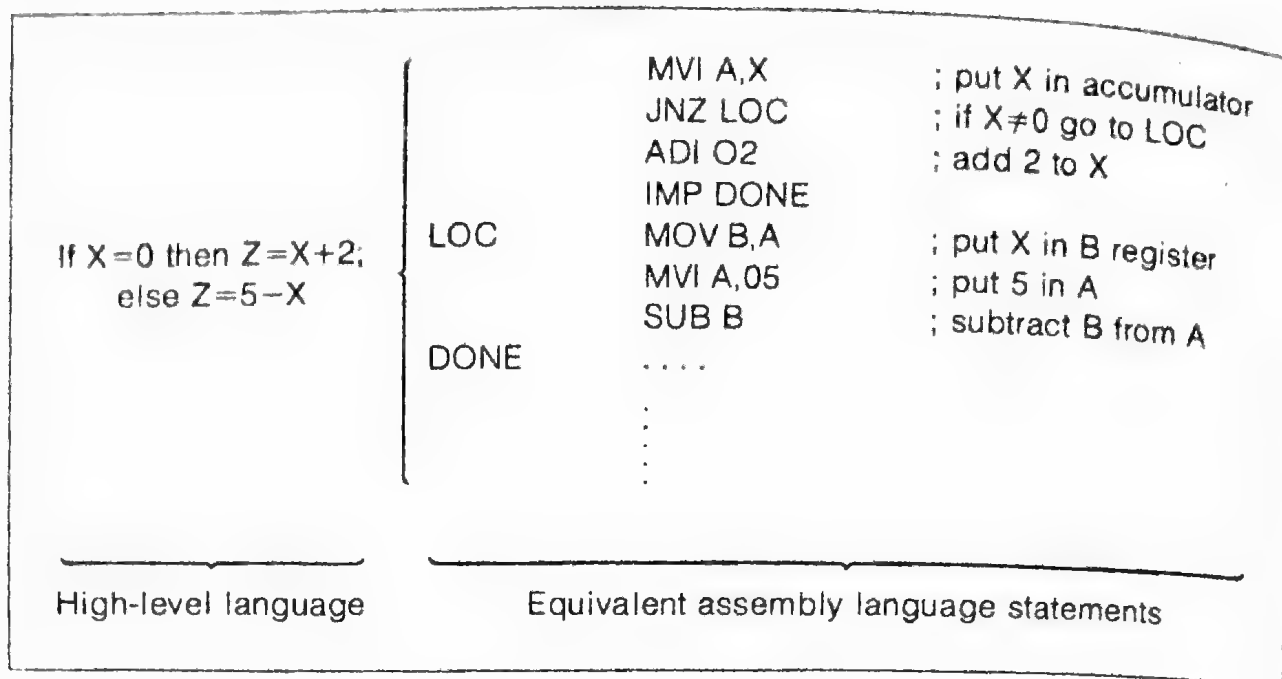 MVI A,X ; put X in accumulator
JNZ LOC ; if X≠0 go to LOC
ADI O2 ; add 2 to X
IMP DONE
LOC MOV B,A ; put X in B register
If X=0 then Z=X+2;
MVI A,05 ; put 5 in A
else Z=5−X
SUB B ; subtract B from A
DONE ....
High-level language
Equivalent assembly language statements